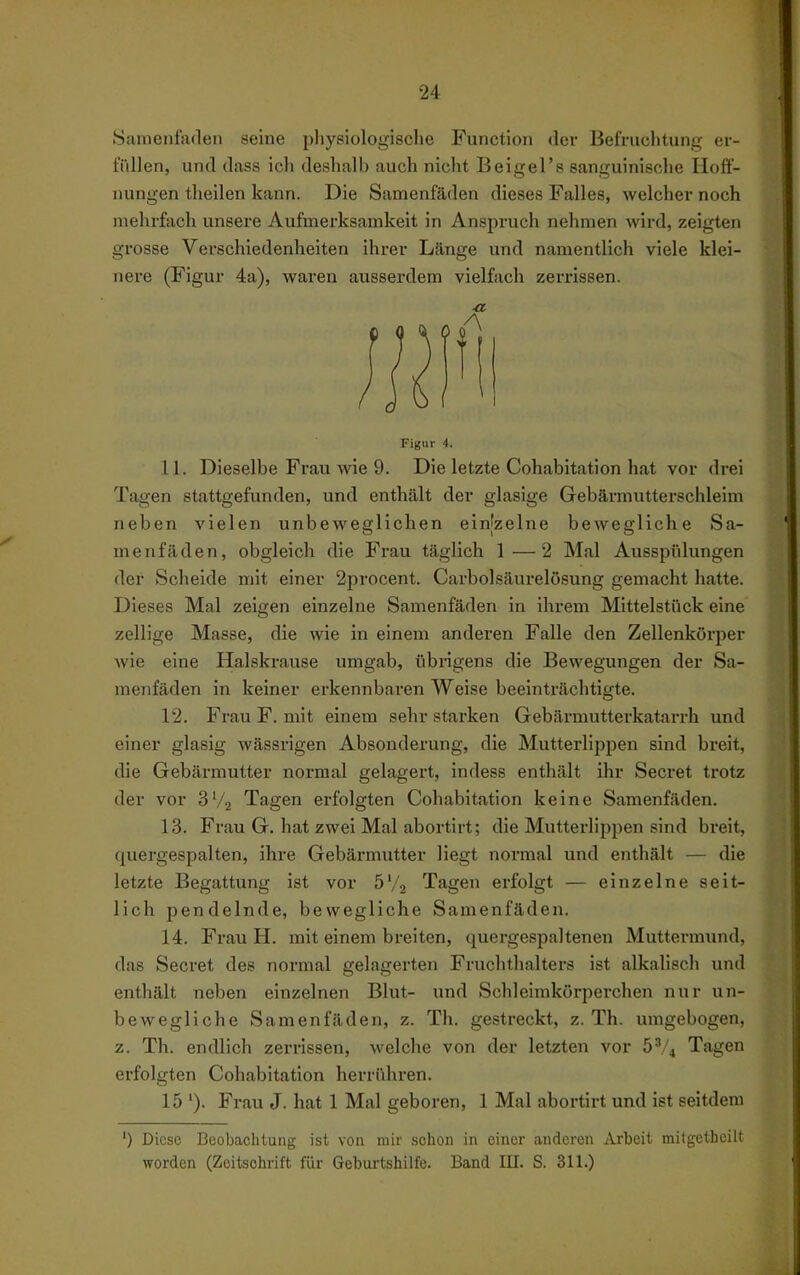 24
Samenfaden seine physiologische Function der Befruchtung er-
füllen, und dass ich deshalb auch nicht Beigel’s sanguinische Hoff-
nungen theilen kann. Die Samenfäden dieses Falles, welcher noch
mehrfach unsere Aufmerksamkeit in Anspruch nehmen wird, zeigten
grosse Verschiedenheiten ihrer Länge und namentlich viele klei-
nere (Figur 4a), waren ausserdem vielfach zerrissen.
a
Figur 4.
11. Dieselbe Frau wie 9. Die letzte Cohabitation hat vor drei
Tagen stattgefunden, und enthält der glasige Gebärmutterschleim
neben vielen unbeweglichen einzelne bewegliche Sa-
menfäden, obgleich die Frau täglich 1 — 2 Mal Ausspülungen
der Scheide mit einer 2procent. Carbolsäurelösung gemacht hatte.
Dieses Mal zeigen einzelne Samenfäden in ihrem Mittelstück eine
zellige Masse, die wie in einem anderen Falle den Zellenkörper
wie eine Halskrause umgab, übrigens die Bewegungen der Sa-
menfäden in keiner erkennbaren Weise beeinträchtigte.
12. Frau F. mit einem sehr starken Gebärmutterkatarrh und
einer glasig wässrigen Absonderung, die Mutterlippen sind breit,
die Gebärmutter normal gelagert, indess enthält ihr Secret trotz
der vor 3½ Tagen erfolgten Cohabitation keine Samenfäden.
13. Frau G. hat zwei Mal abortirt; die Mutterlippen sind breit,
quergespalten, ihre Gebärmutter liegt normal und enthält — die
letzte Begattung ist vor 5½ Tagen erfolgt — einzelne seit-
lich pendelnde, bewegliche Samenfäden.
14. Frau H. mit einem breiten, quergespaltenen Muttermund,
das Secret des normal gelagerten Fruchthalters ist alkalisch und
enthält neben einzelnen Blut- und Schleimkörperchen nur un-
bewegliche Samenfäden, z. Th. gestreckt, z. Th. umgebogen,
z. Th. endlich zerrissen, welche von der letzten vor 5¾ Tagen
erfolgten Cohabitation herrühren.
15 ¹). Frau J. hat 1 Mal geboren, 1 Mal abortirt und ist seitdem
¹) Diese Beobachtung ist von mir schon in einer anderen Arbeit mitgetheilt
worden (Zeitschrift für Geburtshilfe. Band III. S. 311.)